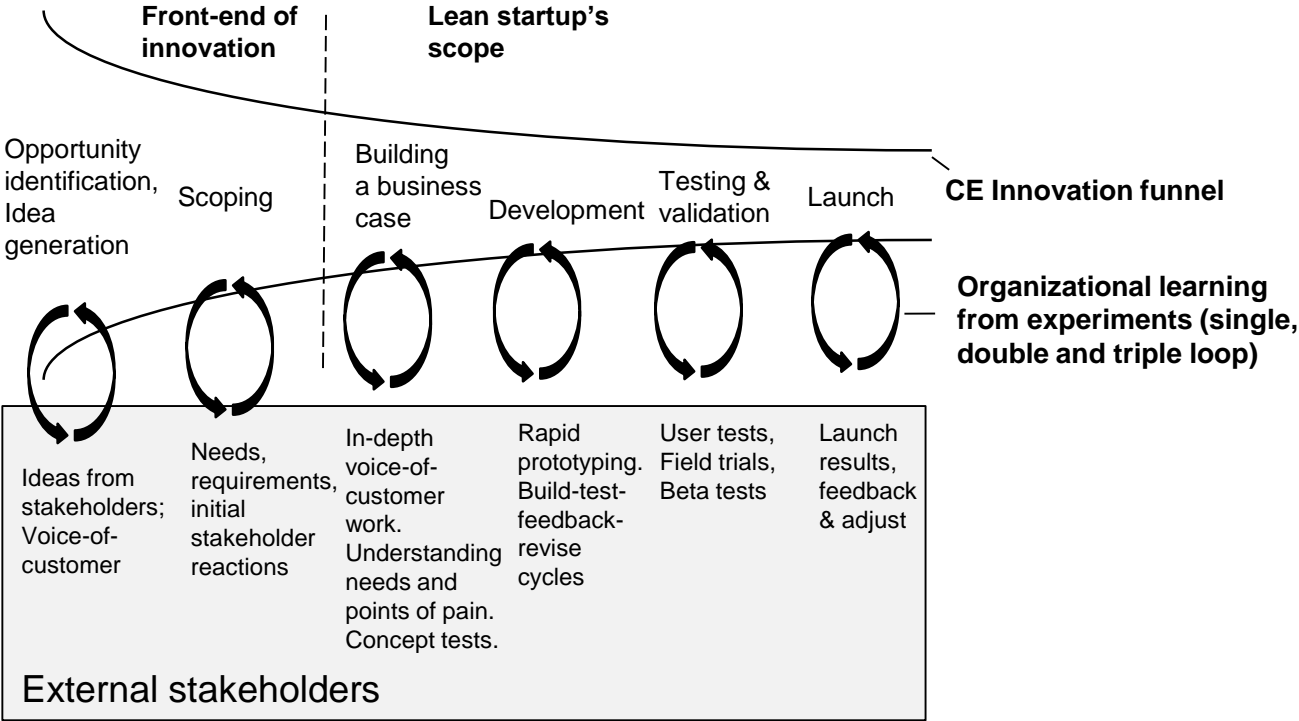 Front-end of
innovation
Lean startup's
scope
Opportunity
identification,
Idea
generation
Scoping
Building
a business
case
Development
Testing &
validation
Launch
CE Innovation funnel
Organizational learning
from experiments (single,
double and triple loop)
Ideas from
stakeholders;
Voice-of-
customer
Needs,
requirements,
initial
stakeholder
reactions
In-depth
voice-of-
customer
work.
Understanding
needs and
points of pain.
Concept tests.
Rapid
prototyping.
Build-test-
feedback-
revise
cycles
User tests,
Field trials,
Beta tests
Launch
results,
feedback
& adjust
External stakeholders